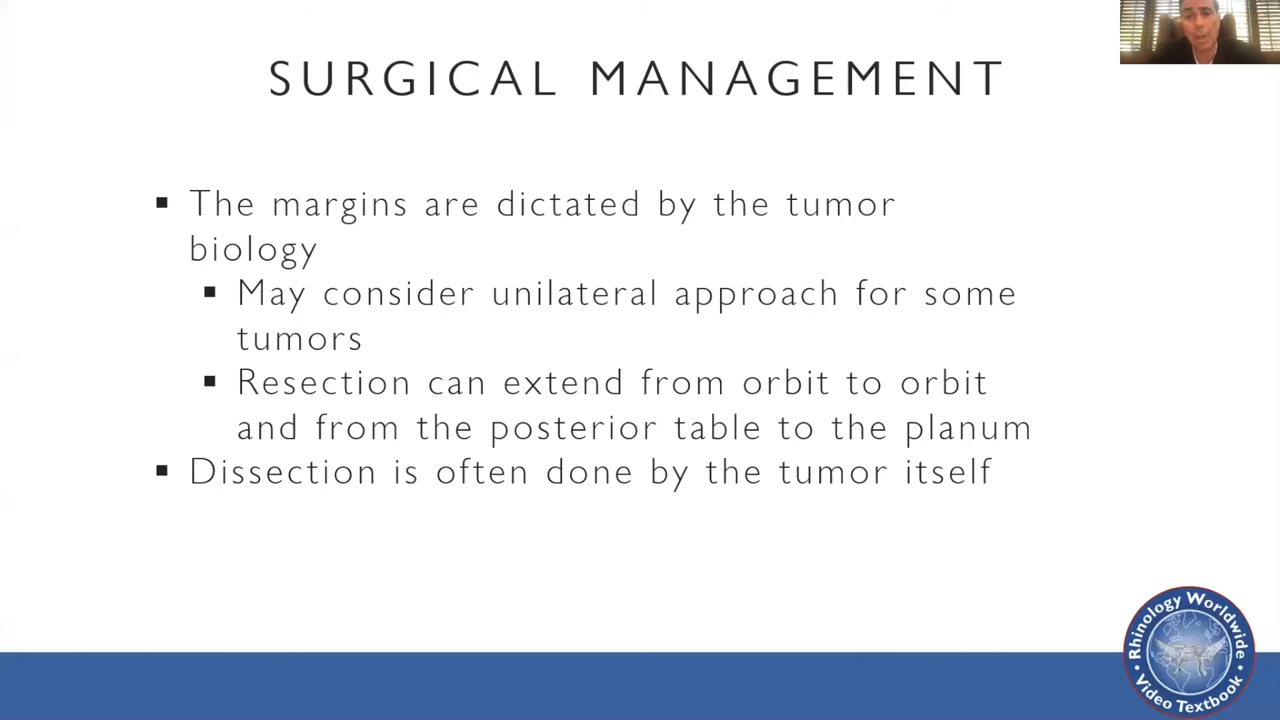 SURGICAL MANAGEMENT
▪ The margins are dictated by the tumor
biology
▪ May consider unilateral approach for some
tumors
▪ Resection can extend from orbit to orbit
and from the posterior table to the planum
▪ Dissection is often done by the tumor itself
Rhinology Worldwide
• Video Textbook •